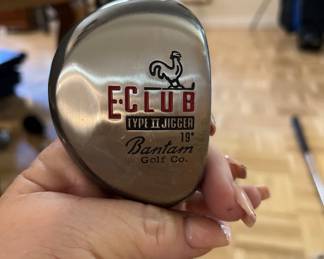 E·CLUB
TYPE II JIGGER
19°
Bantam
Golf Co.